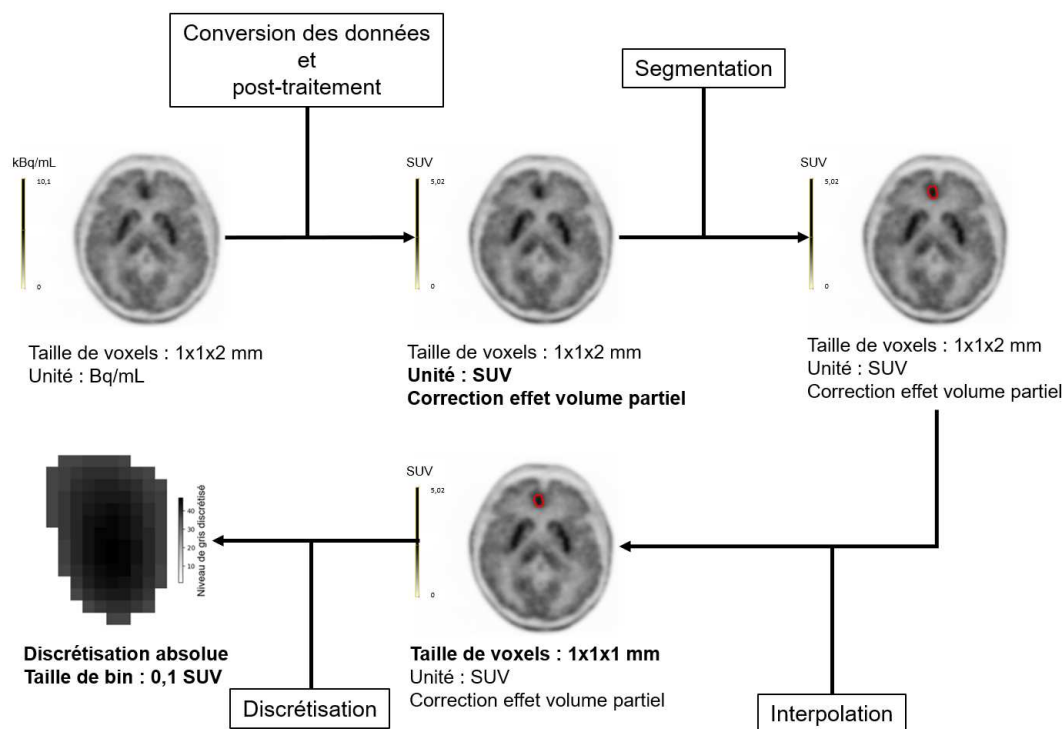 Conversion des données
et
post-traitement
Segmentation
kBq/mL
10,1
0
SUV
5,02
0
SUV
5,02
0
Taille de voxels : 1x1x2 mm
Unité : Bq/mL
Taille de voxels : 1x1x2 mm
Unité : SUV
Correction effet volume partiel
Taille de voxels : 1x1x2 mm
Unité : SUV
Correction effet volume partiel
40
30
20
10
Niveau de gris discrétisé
SUV
5,02
0
Discrétisation absolue
Taille de bin : 0,1 SUV
Taille de voxels : 1x1x1 mm
Unité : SUV
Correction effet volume partiel
Discrétisation
Interpolation